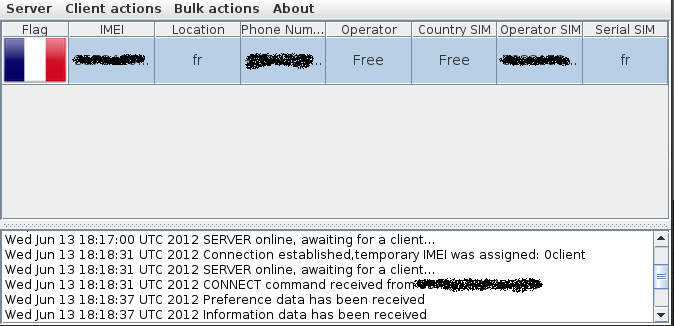 Server Client actions Bulk actions About
Flag IMEI Location Phone Num... Operator Country SIM Operator SIM Serial SIM
.. fr .. Free Free .. fr
Wed Jun 13 18:17:00 UTC 2012 SERVER online, awaiting for a client...
Wed Jun 13 18:18:31 UTC 2012 Connection established,temporary IMEI was assigned: 0client
Wed Jun 13 18:18:31 UTC 2012 SERVER online, awaiting for a client...
Wed Jun 13 18:18:31 UTC 2012 CONNECT command received from
Wed Jun 13 18:18:37 UTC 2012 Preference data has been received
Wed Jun 13 18:18:37 UTC 2012 Information data has been received